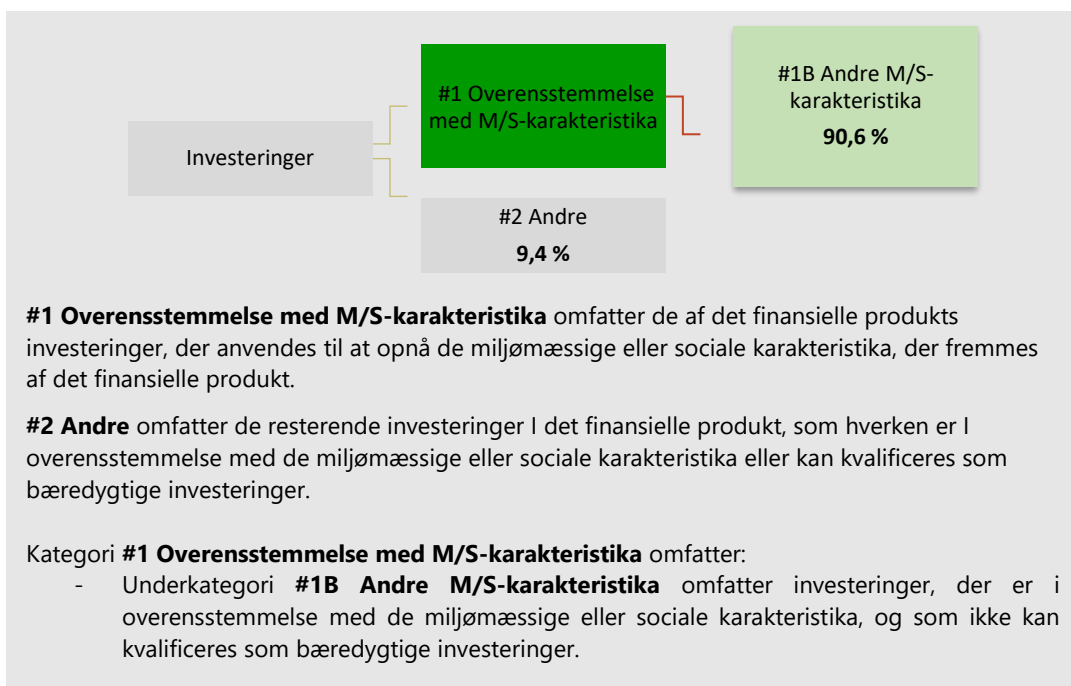 Investeringer
#1 Overensstemmelse
med M/S-karakteristika
#1B Andre M/S-
karakteristika
90,6 %
#2 Andre
9,4 %
#1 Overensstemmelse med M/S-karakteristika omfatter de af det finansielle produkts
investeringer, der anvendes til at opnå de miljømæssige eller sociale karakteristika, der fremmes
af det finansielle produkt.
#2 Andre omfatter de resterende investeringer I det finansielle produkt, som hverken er I
overensstemmelse med de miljømæssige eller sociale karakteristika eller kan kvalificeres som
bæredygtige investeringer.
Kategori #1 Overensstemmelse med M/S-karakteristika omfatter:
- Underkategori #1B Andre M/S-karakteristika omfatter investeringer, der er i
overensstemmelse med de miljømæssige eller sociale karakteristika, og som ikke kan
kvalificeres som bæredygtige investeringer.